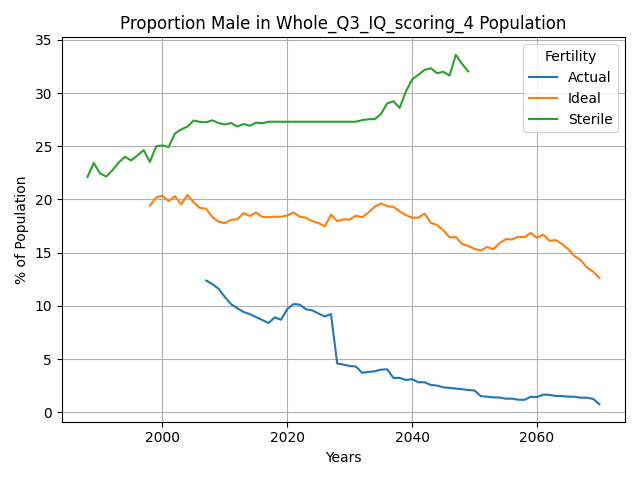 Proportion Male in Whole_Q3_IQ_scoring_4 Population
% of Population
35
30
25
20
15
10
5
0
Fertility
Actual
Ideal
Sterile
2000
2020
2040
2060
Years